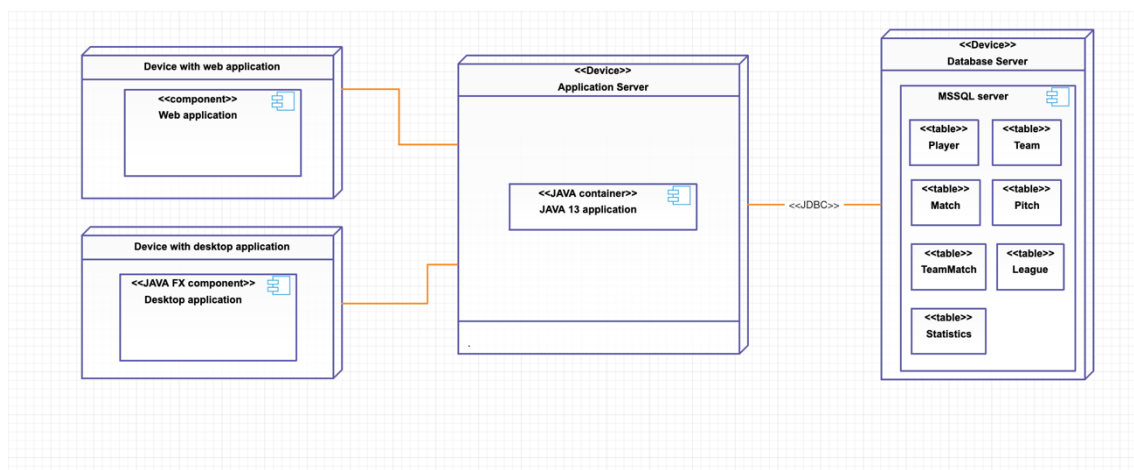 Device with web application
<<component>>
Web application
Device with desktop application
<<JAVA FX component>>
Desktop application
<<Device>>
Application Server
<<JAVA container>>
JAVA 13 application
.
<<JDBC>>
<<Device>>
Database Server
MSSQL server
<<table>>
Player
<<table>>
Team
<<table>>
Match
<<table>>
Pitch
<<table>>
TeamMatch
<<table>>
League
<<table>>
Statistics